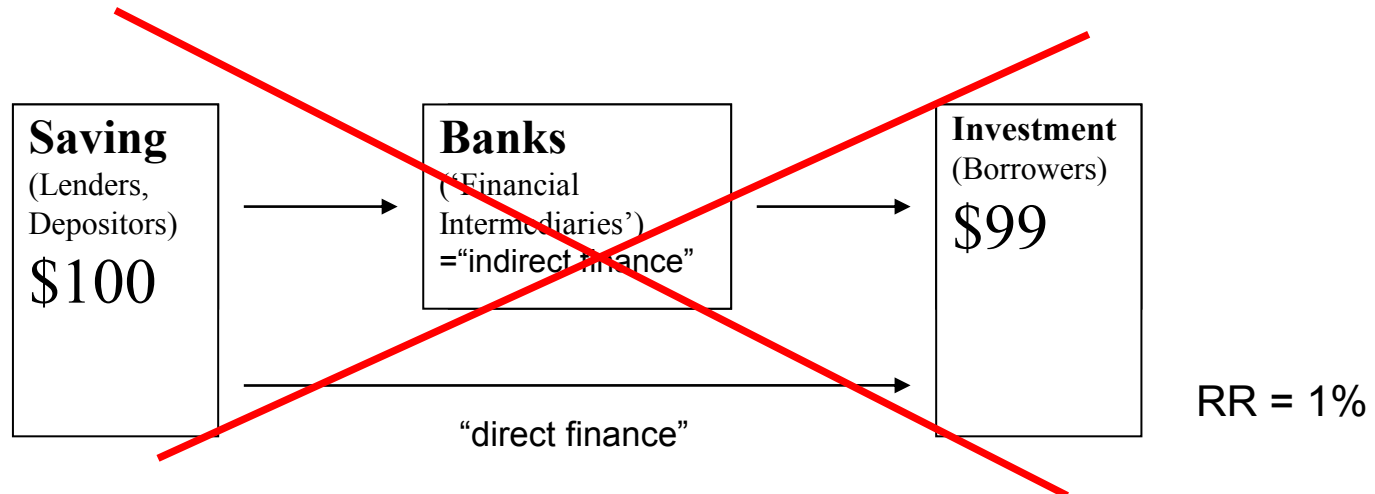 Saving
(Lenders,
Depositors)
$100
Banks
(‘Financial
Intermediaries’)
=“indirect finance”
Investment
(Borrowers)
$99
“direct finance”
RR = 1%